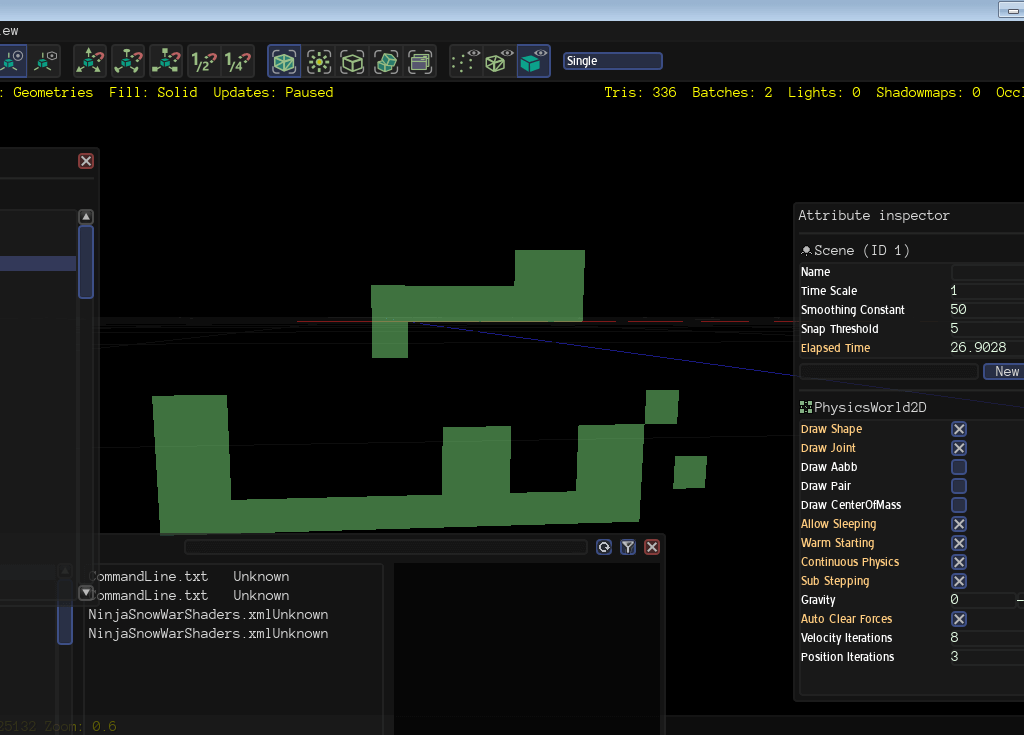 ew
1/2 1/4 Single
: Geometries Fill: Solid Updates: Paused Tris: 336 Batches: 2 Lights: 0 Shadowmaps: 0 Occl
Attribute inspector
Scene (ID 1)
Name
Time Scale 1
Smoothing Constant 50
Snap Threshold 5
Elapsed Time 26.9028
New
PhysicsWorld2D
Draw Shape
Draw Joint
Draw Aabb
Draw Pair
Draw CenterOfMass
Allow Sleeping
Warm Starting
Continuous Physics
Sub Stepping
Gravity 0
Auto Clear Forces
Velocity Iterations 8
Position Iterations 3
CommandLine.txt Unknown
CommandLine.txt Unknown
NinjaSnowWarShaders.xmlUnknown
NinjaSnowWarShaders.xmlUnknown
25132 Zoom: 0.6